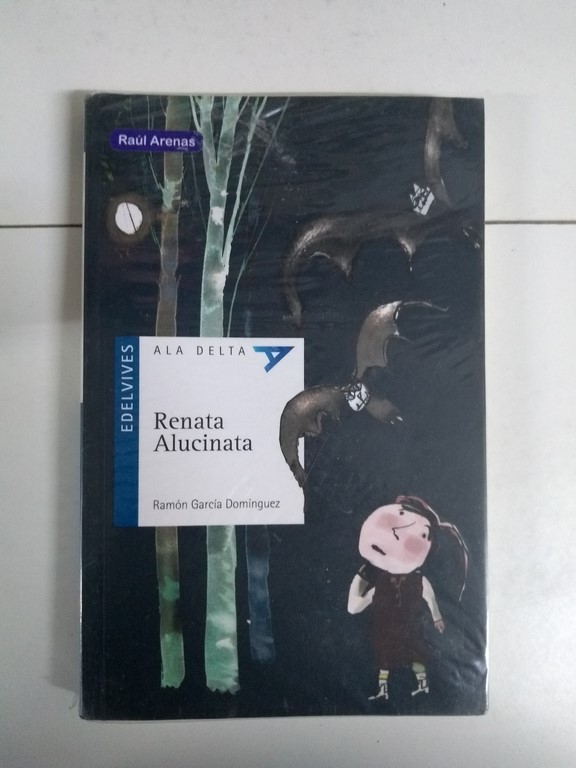 Raúl Arenas
ALA DELTA
EDELVIVES
Renata
Alucinata
Ramón García Domínguez